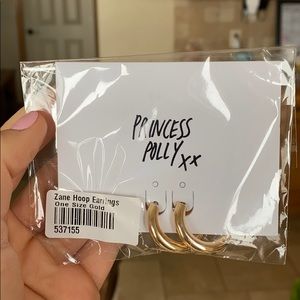 PRINCESS
POLLY xx
Zane Hoop Earrings
One Size Gold
537155